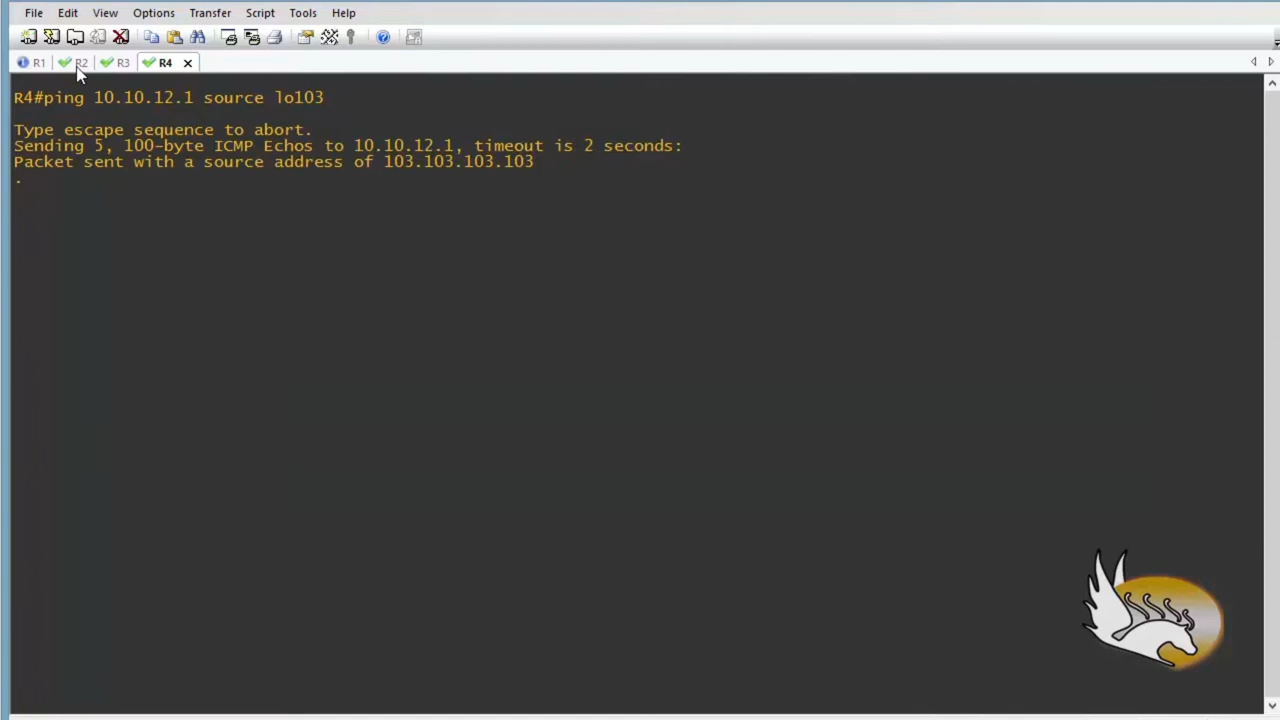 File Edit View Options Transfer Script Tools Help
R1 R2 R3 R4
R4#ping 10.10.12.1 source lo103
Type escape sequence to abort.
Sending 5, 100-byte ICMP Echos to 10.10.12.1, timeout is 2 seconds:
Packet sent with a source address of 103.103.103.103
.